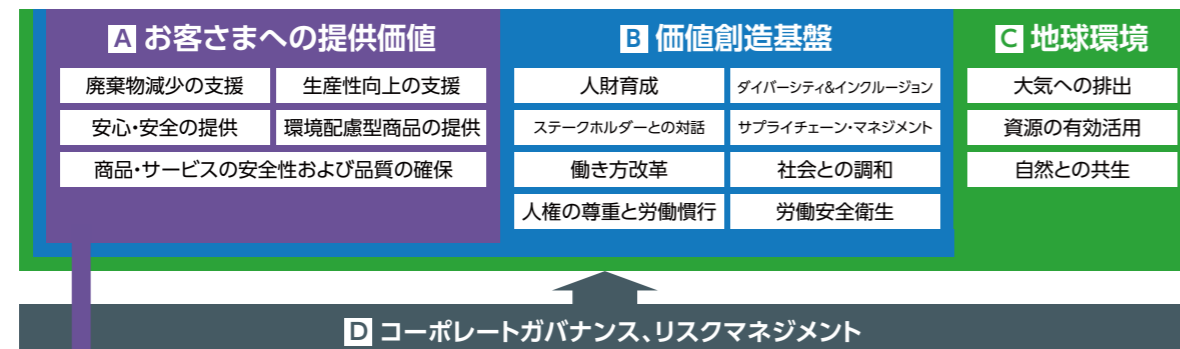 A お客さまへの提供価値
廃棄物減少の支援
生産性向上の支援
安心・安全の提供
環境配慮型商品の提供
商品・サービスの安全性および品質の確保
B 価値創造基盤
人財育成
ダイバーシティ&インクルージョン
ステークホルダーとの対話
サプライチェーン・マネジメント
働き方改革
社会との調和
人権の尊重と労働慣行
労働安全衛生
C 地球環境
大気への排出
資源の有効活用
自然との共生
D コーポレートガバナンス、リスクマネジメント